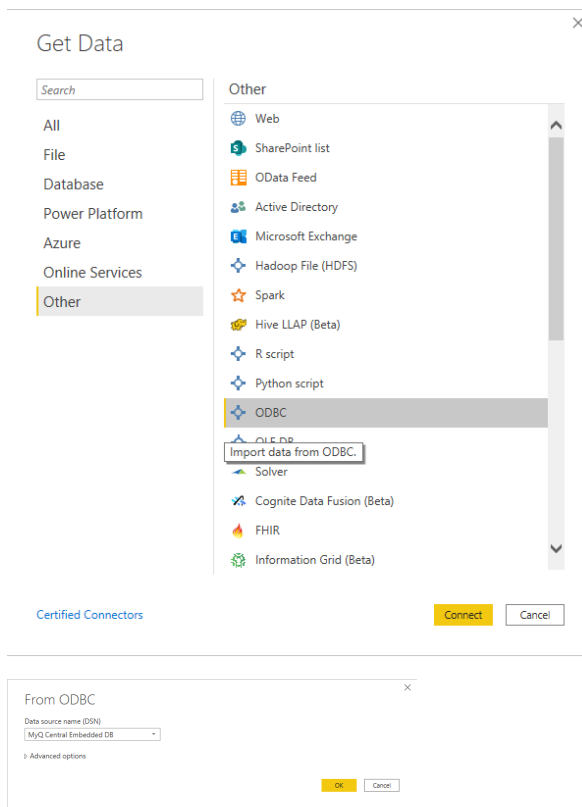 Get Data
Search
All
File
Database
Power Platform
Azure
Online Services
Other
Other
Web
SharePoint list
OData Feed
Active Directory
Microsoft Exchange
Hadoop File (HDFS)
Spark
Hive LLAP (Beta)
R script
Python script
ODBC
OLE DB
Import data from ODBC.
Solver
Cognite Data Fusion (Beta)
FHIR
Information Grid (Beta)
Certified Connectors
Connect
Cancel
From ODBC
Data source name (DSN)
MyQ Central Embedded DB
Advanced options
OK
Cancel